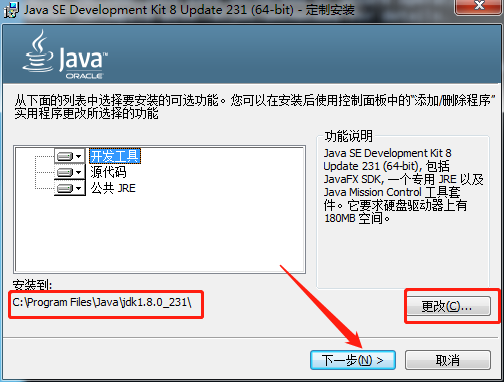 Java SE Development Kit 8 Update 231 (64-bit) - 定制安装
Java™
ORACLE
从下面的列表中选择要安装的可选功能。您可以在安装后使用控制面板中的“添加/删除程序”
实用程序更改所选择的功能
开发工具
源代码
公共 JRE
功能说明
Java SE Development Kit 8
Update 231 (64-bit), 包括
JavaFX SDK, 一个专用 JRE 以及
Java Mission Control 工具套
件。它要求硬盘驱动器上有
180MB 空间。
安装到:
C:\Program Files\Java\jdk1.8.0_231\
更改(C)...
下一步(N) >
取消